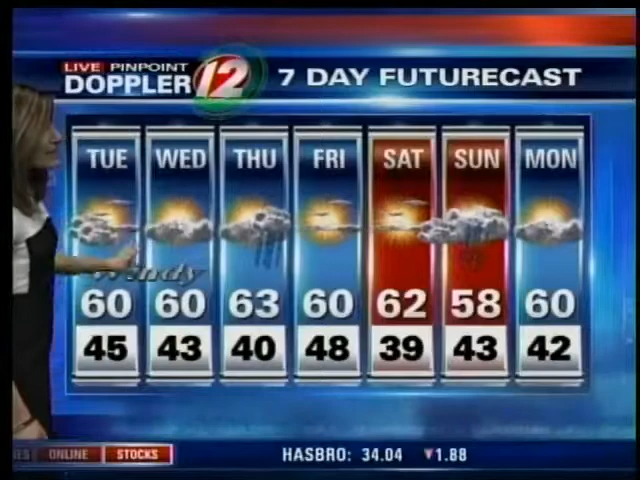 LIVE PINPOINT
DOPPLER 12
7 DAY FUTURECAST
TUE WED THU FRI SAT SUN MON
Windy
60 60 63 60 62 58 60
45 43 40 48 39 43 42
ONLINE STOCKS HASBRO: 34.04 ▼1.88